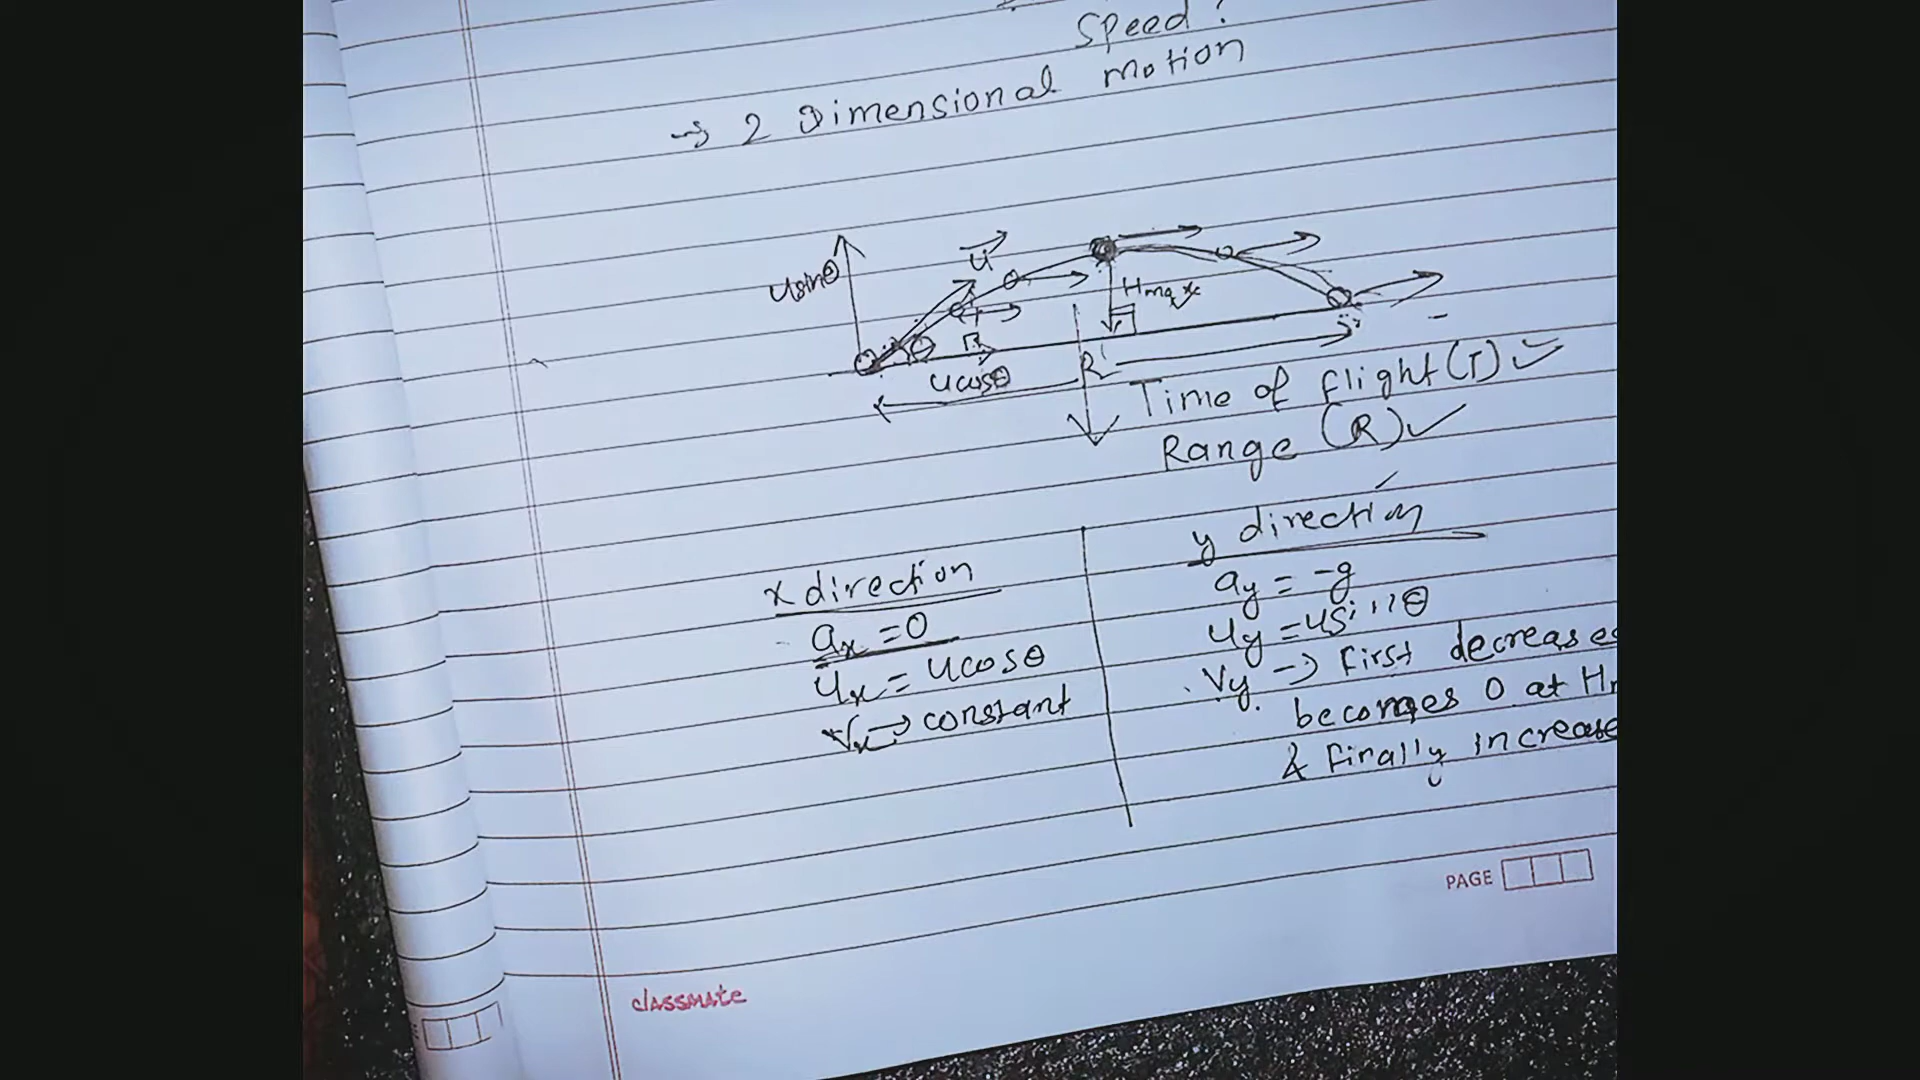 Speed?
→ 2 Dimensional motion
usinθ
u
Hmax
θ
R
ucosθ
Time of flight (T) ✓
Range (R) ✓
x direction
ax = 0
ux = ucosθ
Vx → constant
y direction
ay = -g
uy = usinθ
Vy → first decreases
becomes 0 at H
& finally increase
PAGE
classmate